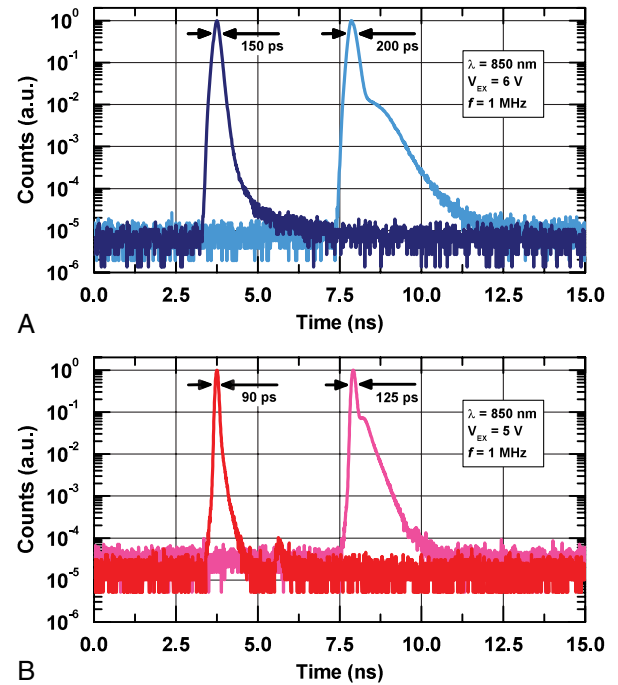 10⁰
10⁻¹
10⁻²
10⁻³
10⁻⁴
10⁻⁵
10⁻⁶
Counts (a.u.)
150 ps
200 ps
λ = 850 nm
V_EX = 6 V
f = 1 MHz
0.0 2.5 5.0 7.5 10.0 12.5 15.0
Time (ns)
A
10⁰
10⁻¹
10⁻²
10⁻³
10⁻⁴
10⁻⁵
10⁻⁶
Counts (a.u.)
90 ps
125 ps
λ = 850 nm
V_EX = 5 V
f = 1 MHz
0.0 2.5 5.0 7.5 10.0 12.5 15.0
Time (ns)
B